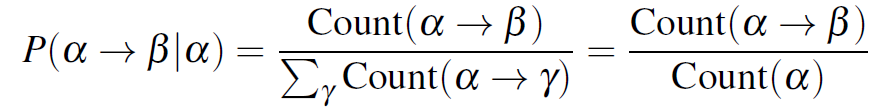 P(α → β|α) = Count(α → β) / ∑γ Count(α → γ) = Count(α → β) / Count(α)